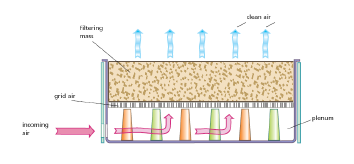 clean air
filtering
mass
grid air
plenum
incoming
air